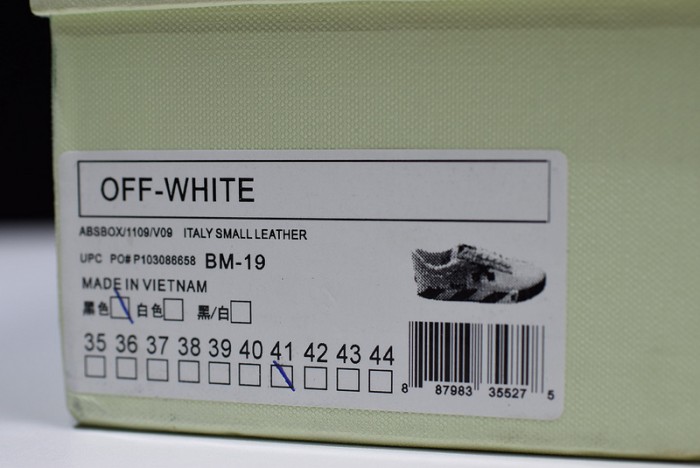 OFF-WHITE
ABSBOX/1109/V09 ITALY SMALL LEATHER
UPC PO# P103086658 BM-19
MADE IN VIETNAM
黑色 白色 黑/白
35 36 37 38 39 40 41 42 43 44
8 87983 35527 5